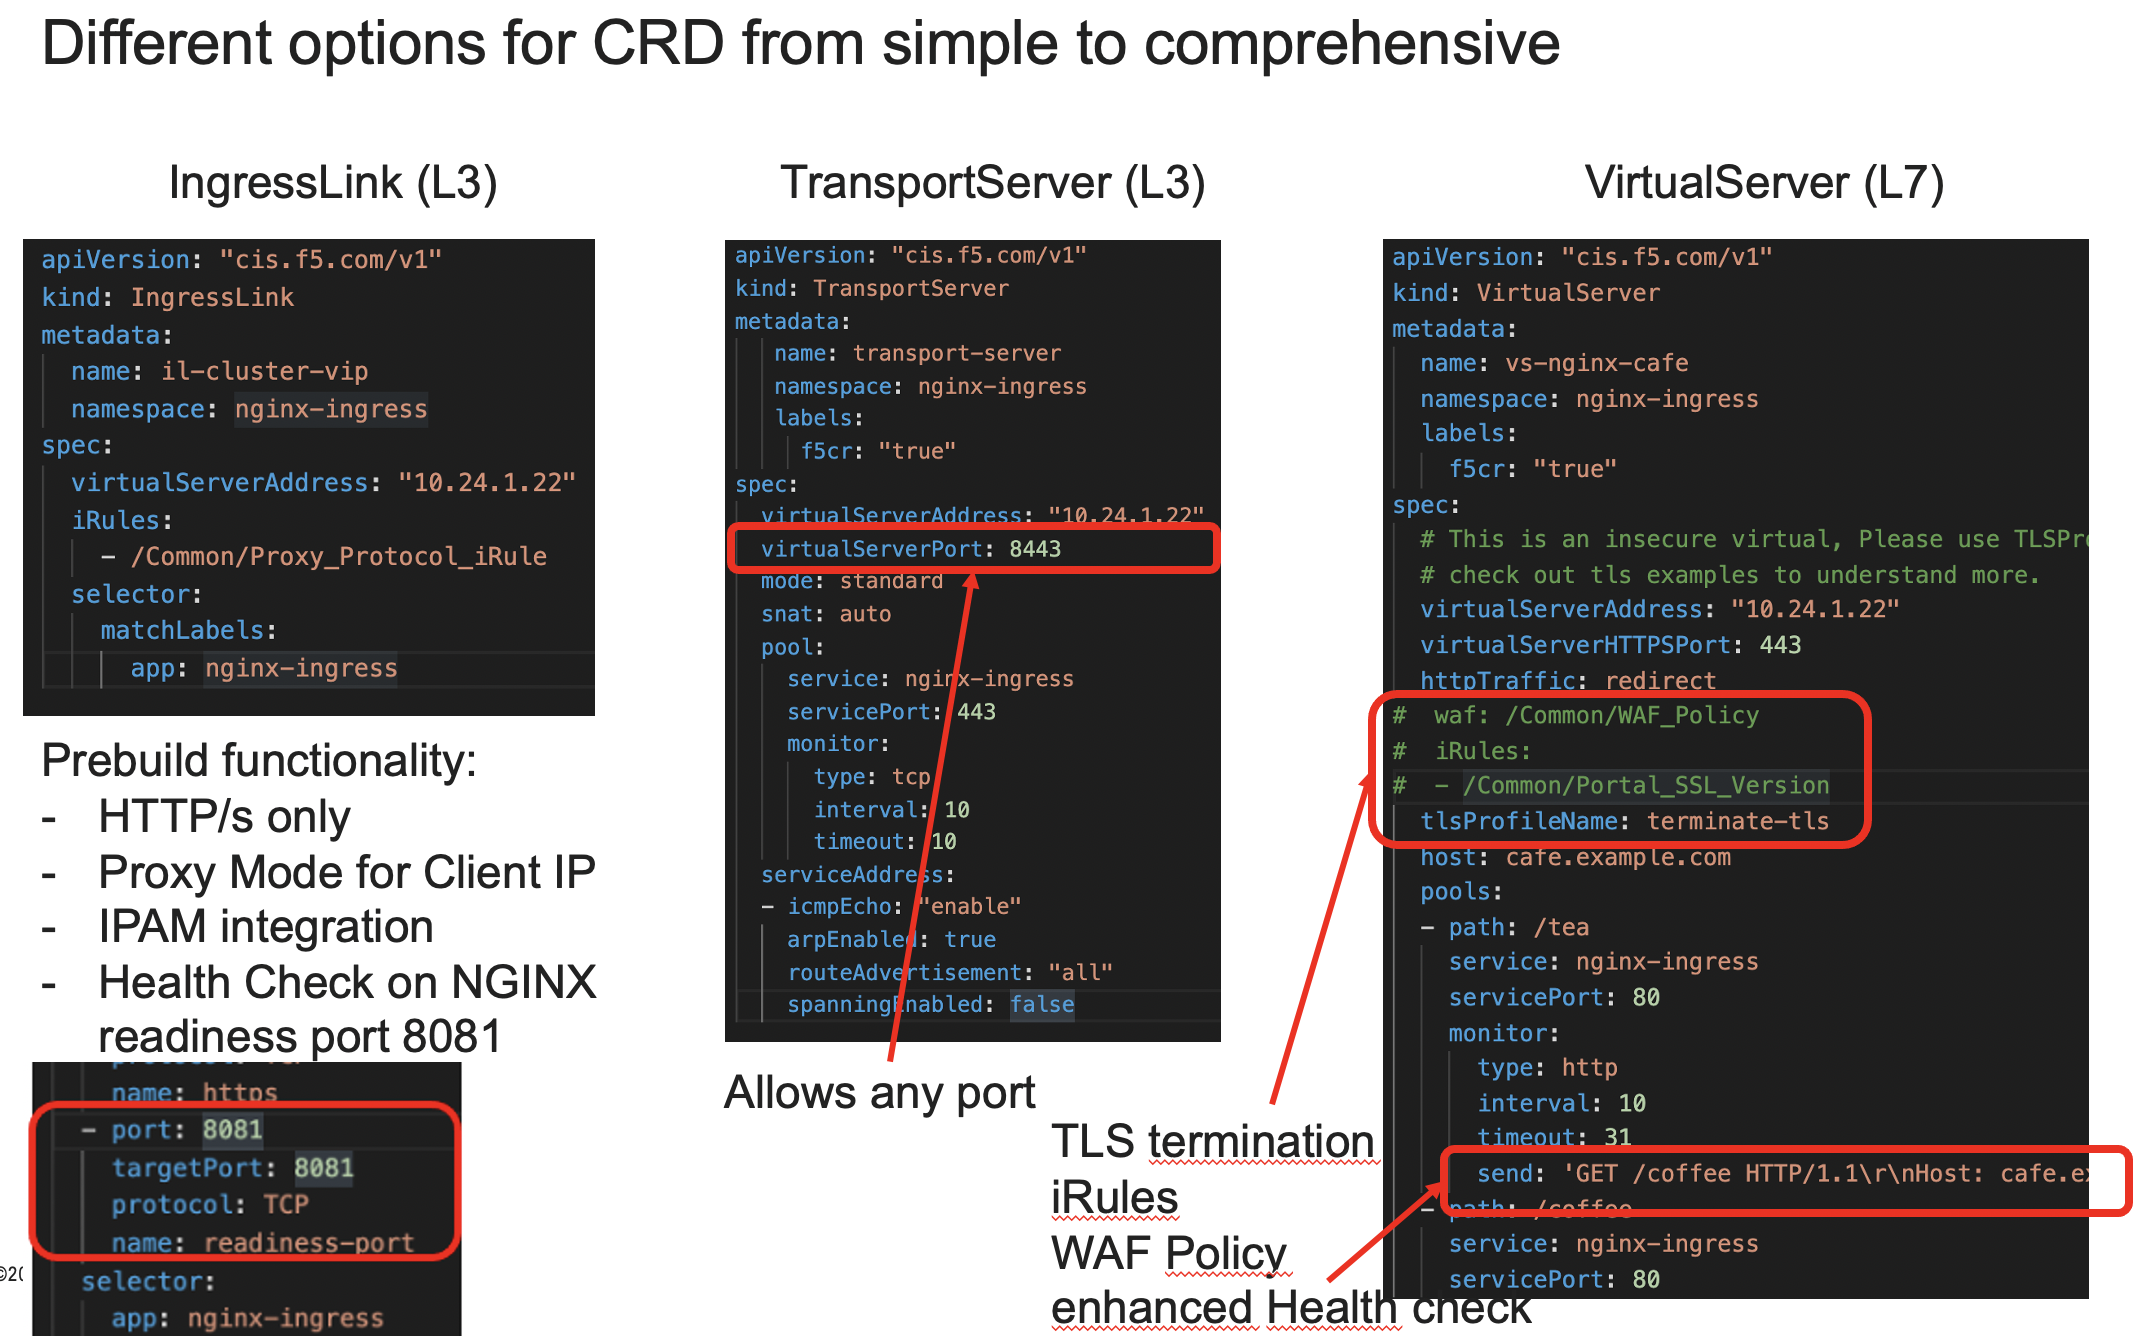 Different options for CRD from simple to comprehensive
IngressLink (L3)
apiVersion: "cis.f5.com/v1"
kind: IngressLink
metadata:
name: il-cluster-vip
namespace: nginx-ingress
spec:
virtualServerAddress: "10.24.1.22"
iRules:
- /Common/Proxy_Protocol_iRule
selector:
matchLabels:
app: nginx-ingress
Prebuild functionality:
- HTTP/s only
- Proxy Mode for Client IP
- IPAM integration
- Health Check on NGINX
readiness port 8081
name: https
- port: 8081
targetPort: 8081
protocol: TCP
name: readiness-port
selector:
app: nginx-ingress
©20
TransportServer (L3)
apiVersion: "cis.f5.com/v1"
kind: TransportServer
metadata:
name: transport-server
namespace: nginx-ingress
labels:
f5cr: "true"
spec:
virtualServerAddress: "10.24.1.22"
virtualServerPort: 8443
mode: standard
snat: auto
pool:
service: nginx-ingress
servicePort: 443
monitor:
type: tcp
interval: 10
timeout: 10
serviceAddress:
- icmpEcho: "enable"
arpEnabled: true
routeAdvertisement: "all"
spanningEnabled: false
Allows any port
VirtualServer (L7)
apiVersion: "cis.f5.com/v1"
kind: VirtualServer
metadata:
name: vs-nginx-cafe
namespace: nginx-ingress
labels:
f5cr: "true"
spec:
# This is an insecure virtual, Please use TLSPro
# check out tls examples to understand more.
virtualServerAddress: "10.24.1.22"
virtualServerHTTPSPort: 443
httpTraffic: redirect
# waf: /Common/WAF_Policy
# iRules:
# - /Common/Portal_SSL_Version
tlsProfileName: terminate-tls
host: cafe.example.com
pools:
- path: /tea
service: nginx-ingress
servicePort: 80
monitor:
type: http
interval: 10
timeout: 31
send: 'GET /coffee HTTP/1.1\r\nHost: cafe.ex
- path: /coffee
service: nginx-ingress
servicePort: 80
TLS termination
iRules
WAF Policy
enhanced Health check